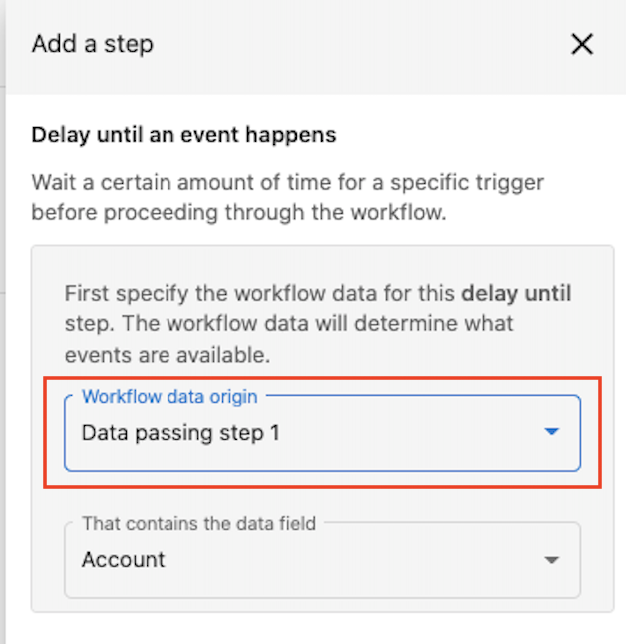 Add a step
Delay until an event happens
Wait a certain amount of time for a specific trigger
before proceeding through the workflow.
First specify the workflow data for this delay until
step. The workflow data will determine what
events are available.
Workflow data origin
Data passing step 1
That contains the data field
Account